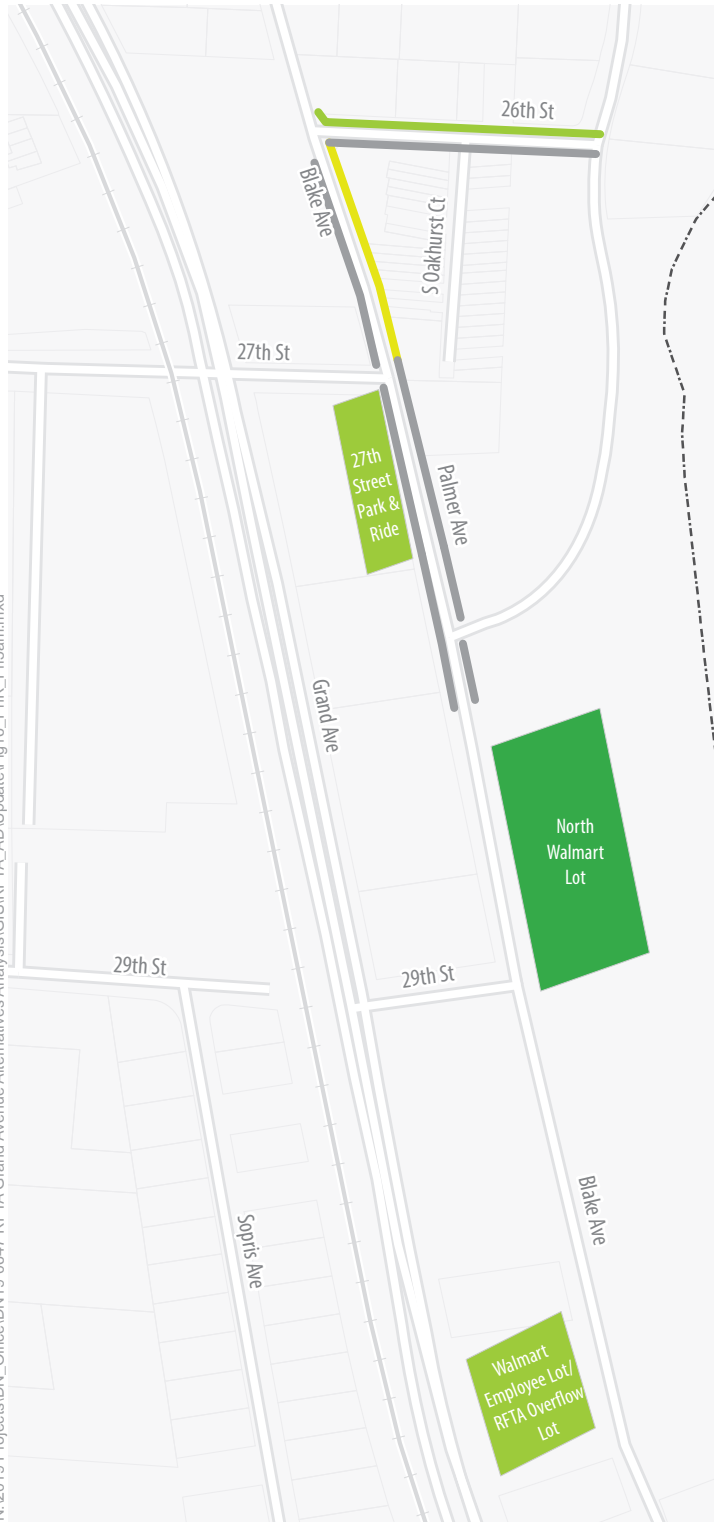 26th St
Blake Ave
S Oakhurst Ct
27th St
27th
Street
Park &
Ride
Palmer Ave
Grand Ave
North
Walmart
Lot
29th St
29th St
Blake Ave
Sopris Ave
Walmart
Employee Lot/
RFTA Overflow
Lot